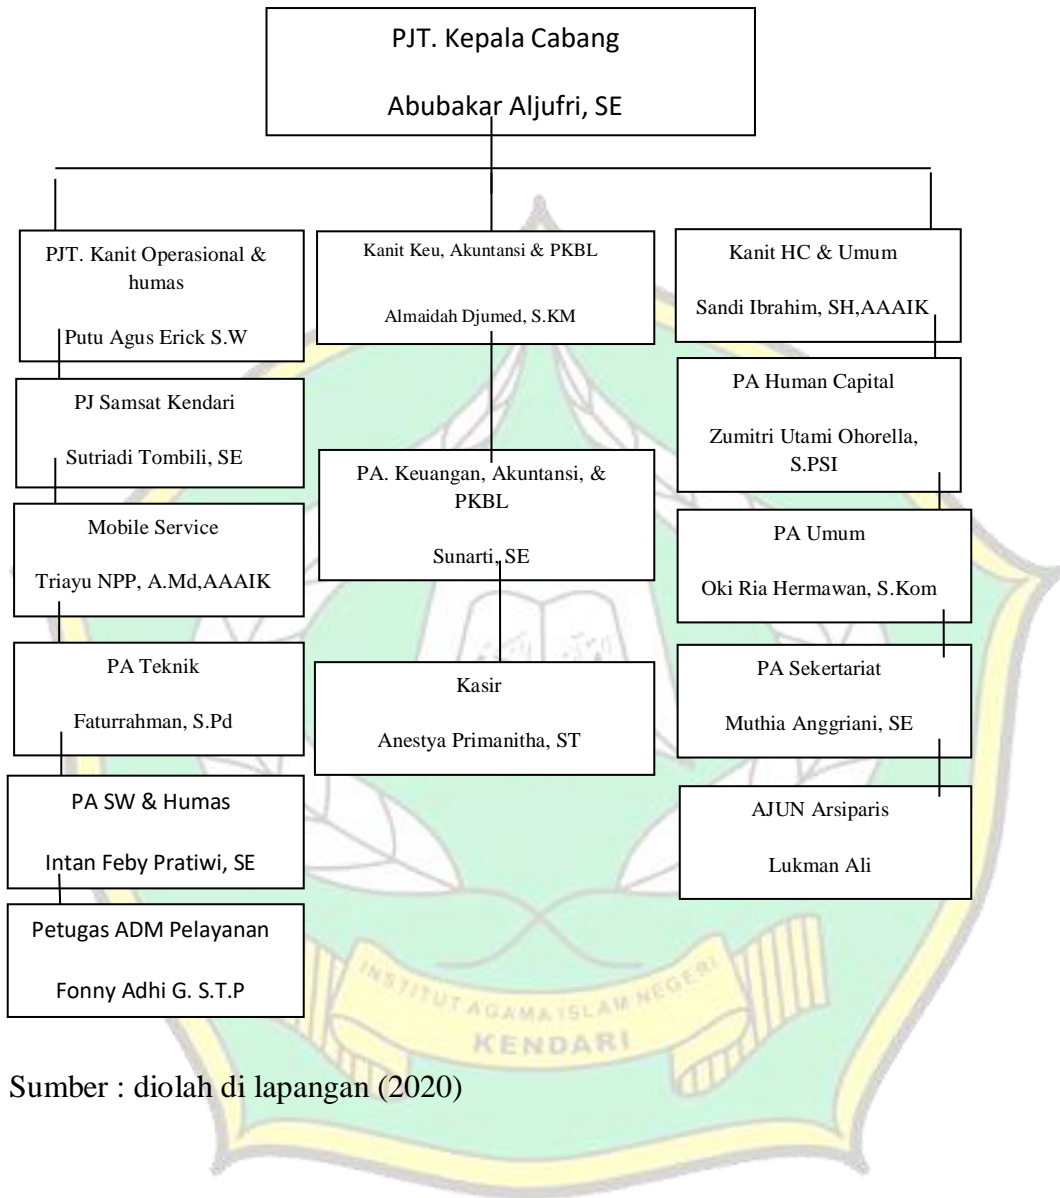 PJT. Kepala Cabang
Abubakar Aljufri, SE
PJT. Kanit Operasional &
humas
Putu Agus Erick S.W
PJ Samsat Kendari
Sutriadi Tombili, SE
Mobile Service
Triayu NPP, A.Md,AAAIK
PA Teknik
Faturrahman, S.Pd
PA SW & Humas
Intan Feby Pratiwi, SE
Petugas ADM Pelayanan
Fonny Adhi G. S.T.P
Kanit Keu, Akuntansi & PKBL
Almaidah Djumed, S.KM
PA. Keuangan, Akuntansi, &
PKBL
Sunarti, SE
Kasir
Anestya Primanitha, ST
Kanit HC & Umum
Sandi Ibrahim, SH,AAAIK
PA Human Capital
Zumitri Utami Ohorella,
S.PSI
PA Umum
Oki Ria Hermawan, S.Kom
PA Sekertariat
Muthia Anggriani, SE
AJUN Arsiparis
Lukman Ali
INSTITUT AGAMA ISLAM NEGERI
KENDARI
Sumber : diolah di lapangan (2020)